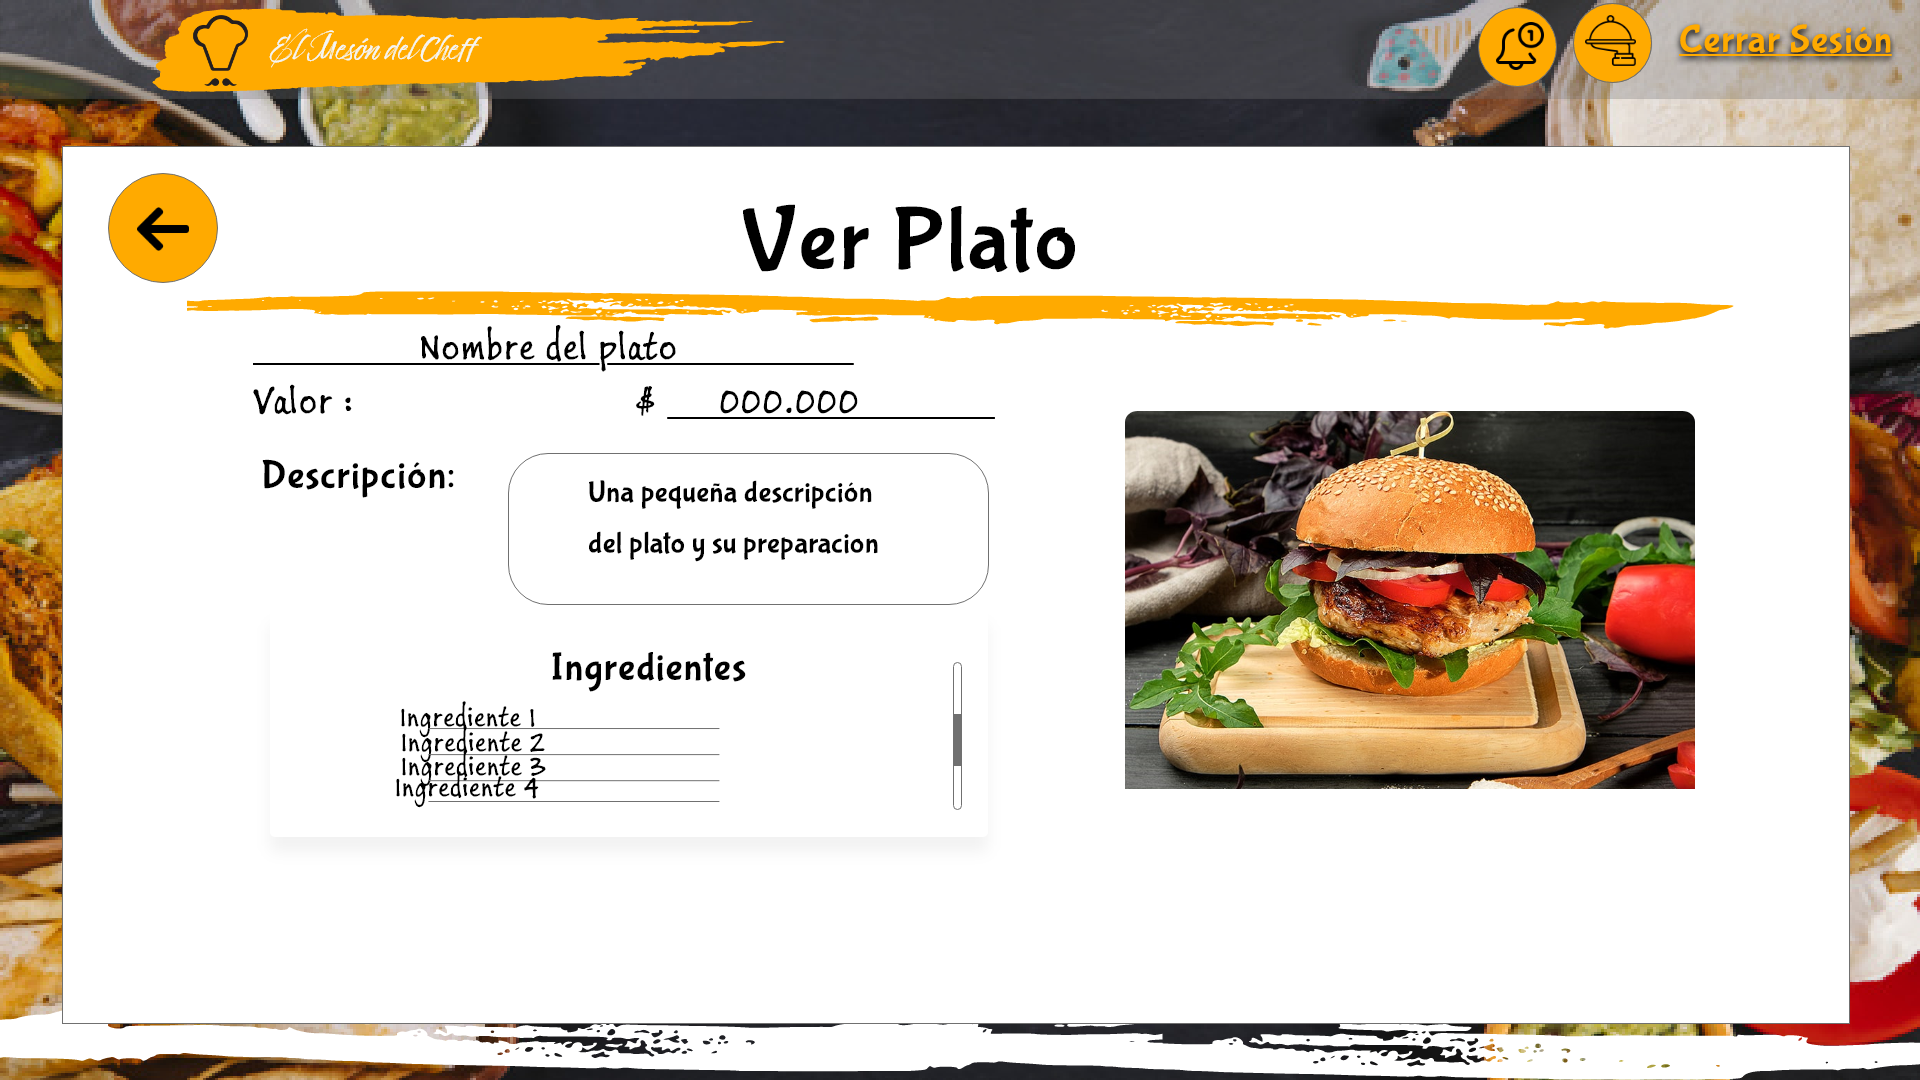 El Mesón del Cheff
1
Cerrar Sesión
Ver Plato
Nombre del plato
Valor :
$ 000.000
Descripción:
Una pequeña descripción
del plato y su preparacion
Ingredientes
Ingrediente 1
Ingrediente 2
Ingrediente 3
Ingrediente 4